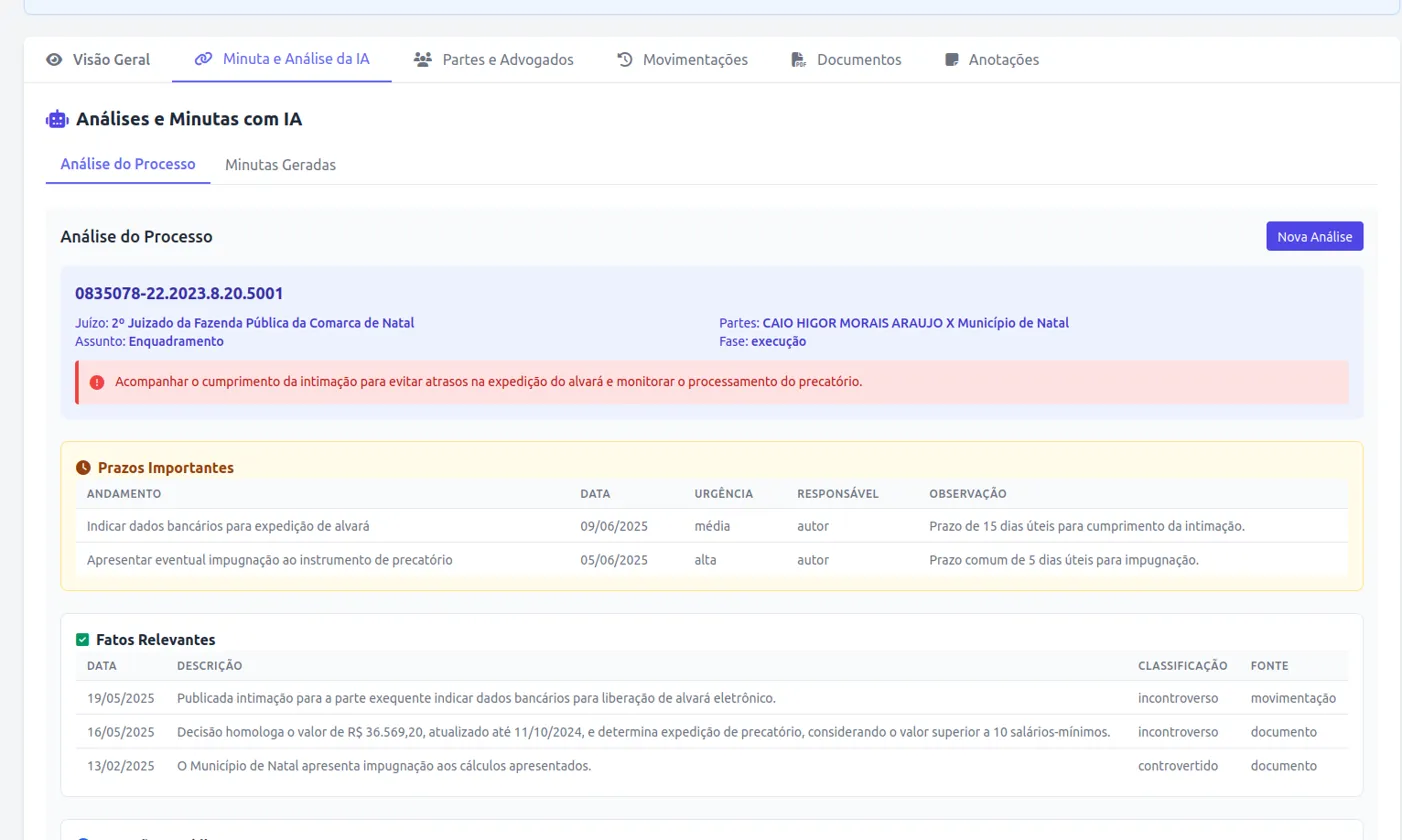 Visão Geral
Minuta e Análise da IA
Partes e Advogados
Movimentações
Documentos
Anotações
Análises e Minutas com IA
Análise do Processo
Minutas Geradas
Análise do Processo
Nova Análise
0835078-22.2023.8.20.5001
Juízo: 2º Juizado da Fazenda Pública da Comarca de Natal
Partes: CAIO HIGOR MORAIS ARAUJO X Município de Natal
Assunto: Enquadramento
Fase: execução
Acompanhar o cumprimento da intimação para evitar atrasos na expedição do alvará e monitorar o processamento do precatório.
Prazos Importantes
ANDAMENTO DATA URGÊNCIA RESPONSÁVEL OBSERVAÇÃO
Indicar dados bancários para expedição de alvará 09/06/2025 média autor Prazo de 15 dias úteis para cumprimento da intimação.
Apresentar eventual impugnação ao instrumento de precatório 05/06/2025 alta autor Prazo comum de 5 dias úteis para impugnação.
Fatos Relevantes
DATA DESCRIÇÃO CLASSIFICAÇÃO FONTE
19/05/2025 Publicada intimação para a parte exequente indicar dados bancários para liberação de alvará eletrônico. incontroverso movimentação
16/05/2025 Decisão homologa o valor de R$ 36.569,20, atualizado até 11/10/2024, e determina expedição de precatório, considerando o valor superior a 10 salários-mínimos. incontroverso documento
13/02/2025 O Município de Natal apresenta impugnação aos cálculos apresentados. controvertido documento